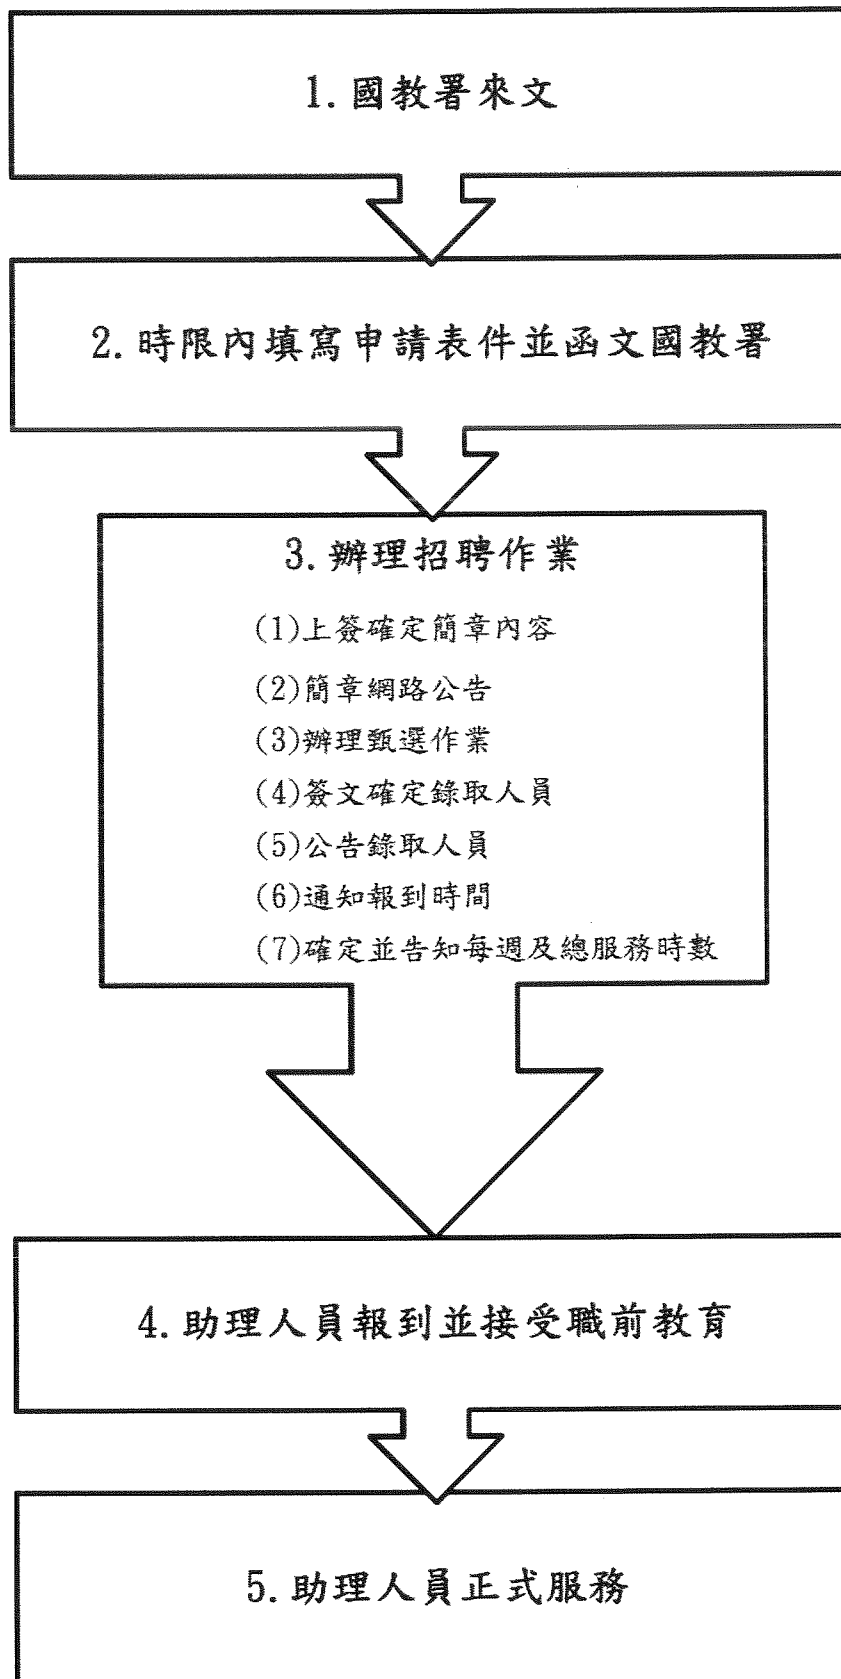 1.國教署來文
2.時限內填寫申請表件並函文國教署
3.辦理招聘作業
(1)上簽確定簡章內容
(2)簡章網路公告
(3)辦理甄選作業
(4)簽文確定錄取人員
(5)公告錄取人員
(6)通知報到時間
(7)確定並告知每週及總服務時數
4.助理人員報到並接受職前教育
5.助理人員正式服務